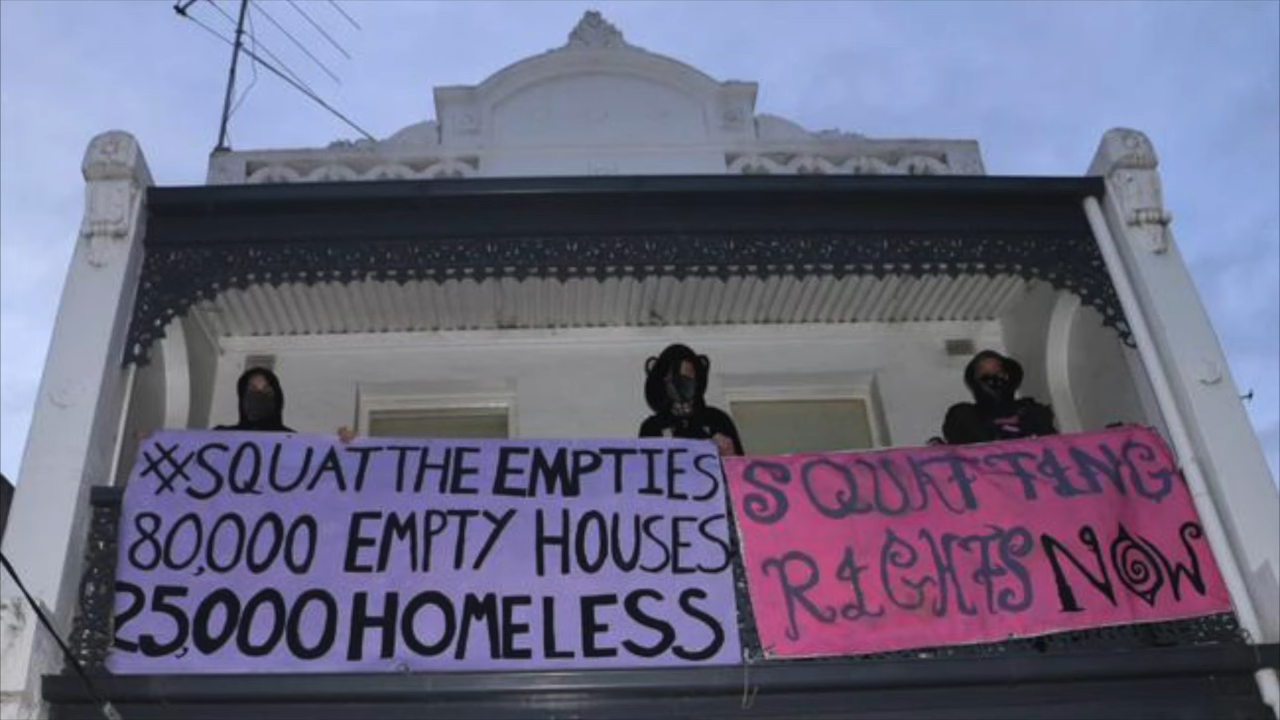 #SQUAT THE EMPTIES
80,000 EMPTY HOUSES
25,000 HOMELESS
SQUATTING
RIGHTS NOW